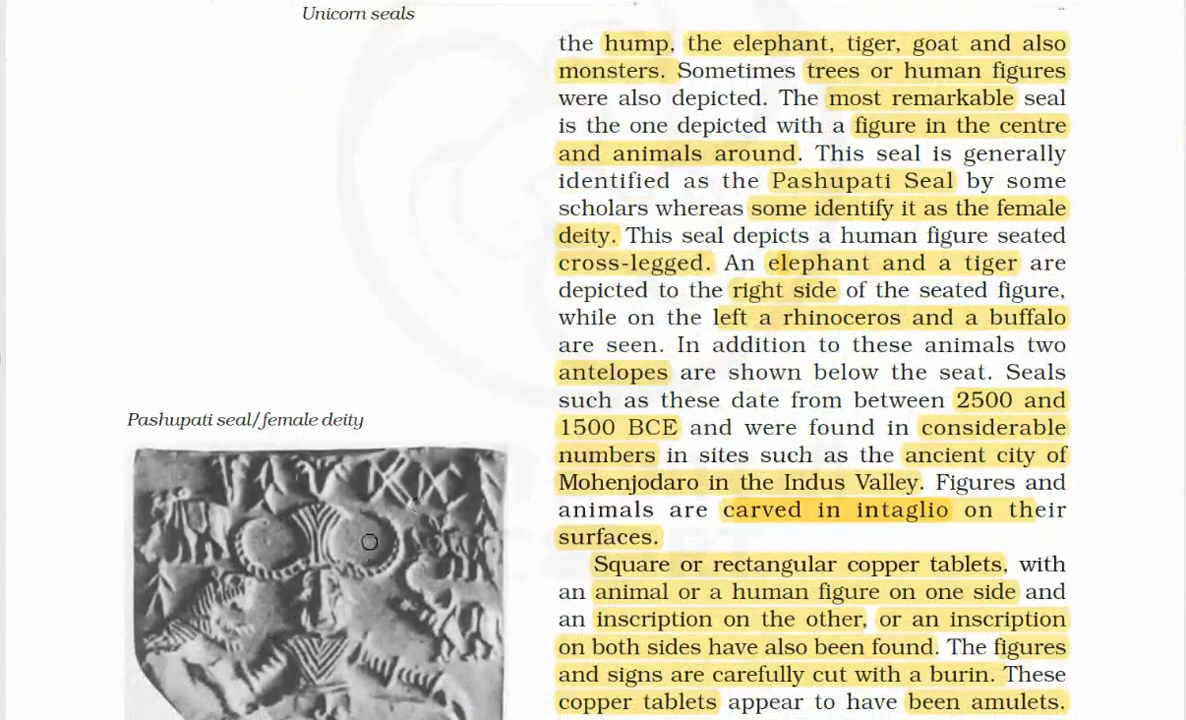 Unicorn seals
the hump, the elephant, tiger, goat and also
monsters. Sometimes trees or human figures
were also depicted. The most remarkable seal
is the one depicted with a figure in the centre
and animals around. This seal is generally
identified as the Pashupati Seal by some
scholars whereas some identify it as the female
deity. This seal depicts a human figure seated
cross-legged. An elephant and a tiger are
depicted to the right side of the seated figure,
while on the left a rhinoceros and a buffalo
are seen. In addition to these animals two
antelopes are shown below the seat. Seals
such as these date from between 2500 and
1500 BCE and were found in considerable
numbers in sites such as the ancient city of
Mohenjodaro in the Indus Valley. Figures and
animals are carved in intaglio on their
surfaces.
Square or rectangular copper tablets, with
an animal or a human figure on one side and
an inscription on the other, or an inscription
on both sides have also been found. The figures
and signs are carefully cut with a burin. These
copper tablets appear to have been amulets.
Pashupati seal/female deity